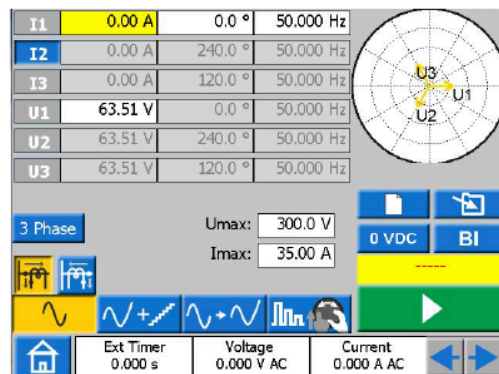 I1 0.00 A 0.0 ° 50.000 Hz
I2 0.00 A 240.0 ° 50.000 Hz
I3 0.00 A 120.0 ° 50.000 Hz
U1 63.51 V 0.0 ° 50.000 Hz
U2 63.51 V 240.0 ° 50.000 Hz
U3 63.51 V 120.0 ° 50.000 Hz
U3
U1
U2
3 Phase
Umax: 300.0 V
Imax: 35.00 A
0 VDC BI
-----
Ext Timer
0.000 s
Voltage
0.000 V AC
Current
0.000 A AC